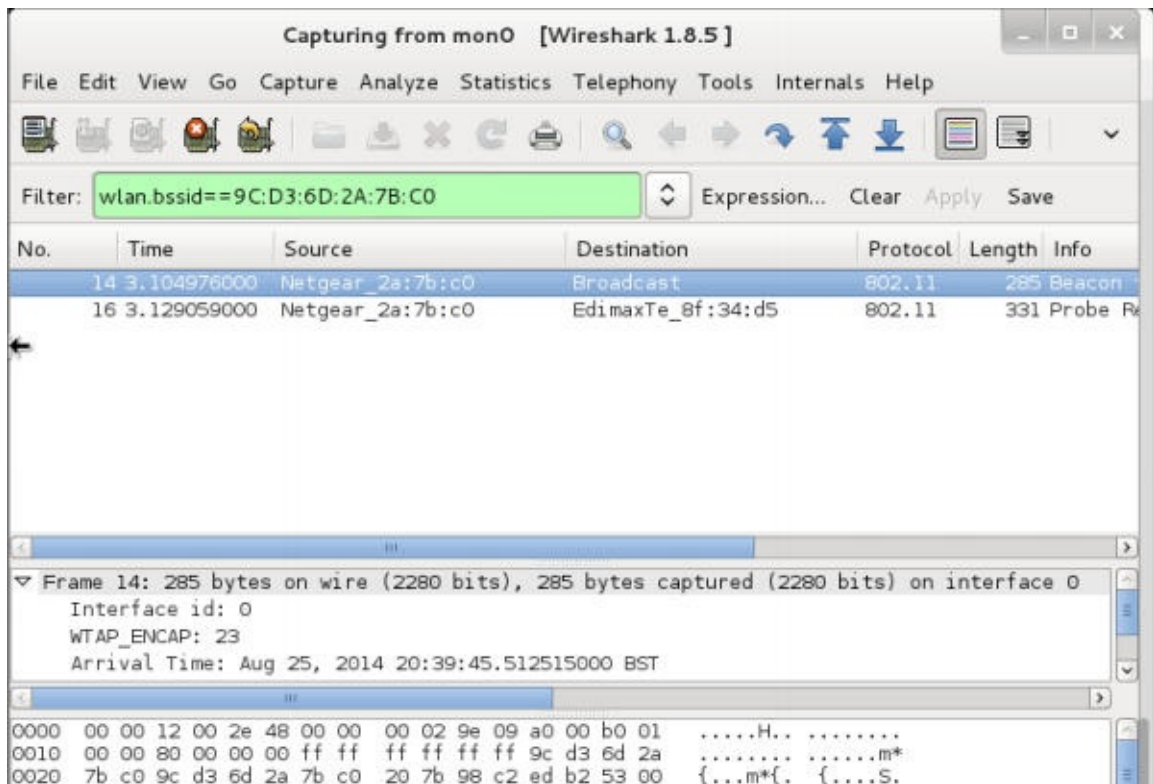 Capturing from mon0 [Wireshark 1.8.5 ]
File Edit View Go Capture Analyze Statistics Telephony Tools Internals Help
Filter: wlan.bssid==9C:D3:6D:2A:7B:C0 Expression... Clear Apply Save
No. Time Source Destination Protocol Length Info
14 3.104976000 Netgear_2a:7b:c0 Broadcast 802.11 285 Beacon
16 3.129059000 Netgear_2a:7b:c0 EdimaxTe_8f:34:d5 802.11 331 Probe Re
Frame 14: 285 bytes on wire (2280 bits), 285 bytes captured (2280 bits) on interface 0
Interface id: 0
WTAP_ENCAP: 23
Arrival Time: Aug 25, 2014 20:39:45.512515000 BST
0000 00 00 12 00 2e 48 00 00 00 02 9e 09 a0 00 b0 01 .....H.. ........
0010 00 00 80 00 00 00 ff ff ff ff ff ff 9c d3 6d 2a ........ ......m*
0020 7b c0 9c d3 6d 2a 7b c0 20 7b 98 c2 ed b2 53 00 {...m*{. {....S.